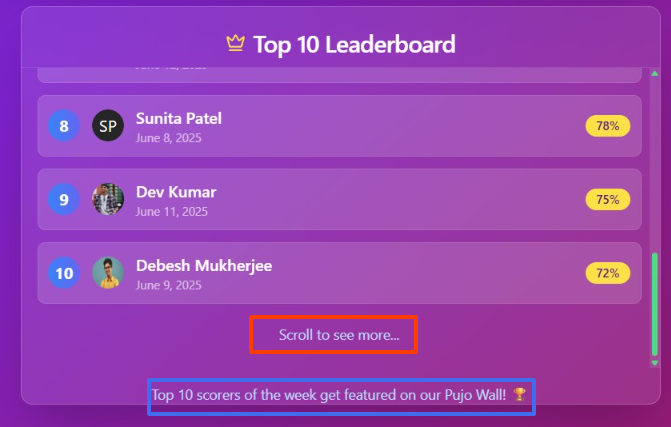 Top 10 Leaderboard
8 SP Sunita Patel 78%
June 8, 2025
9 Dev Kumar 75%
June 11, 2025
10 Debesh Mukherjee 72%
June 9, 2025
Scroll to see more...
Top 10 scorers of the week get featured on our Pujo Wall! 🏆